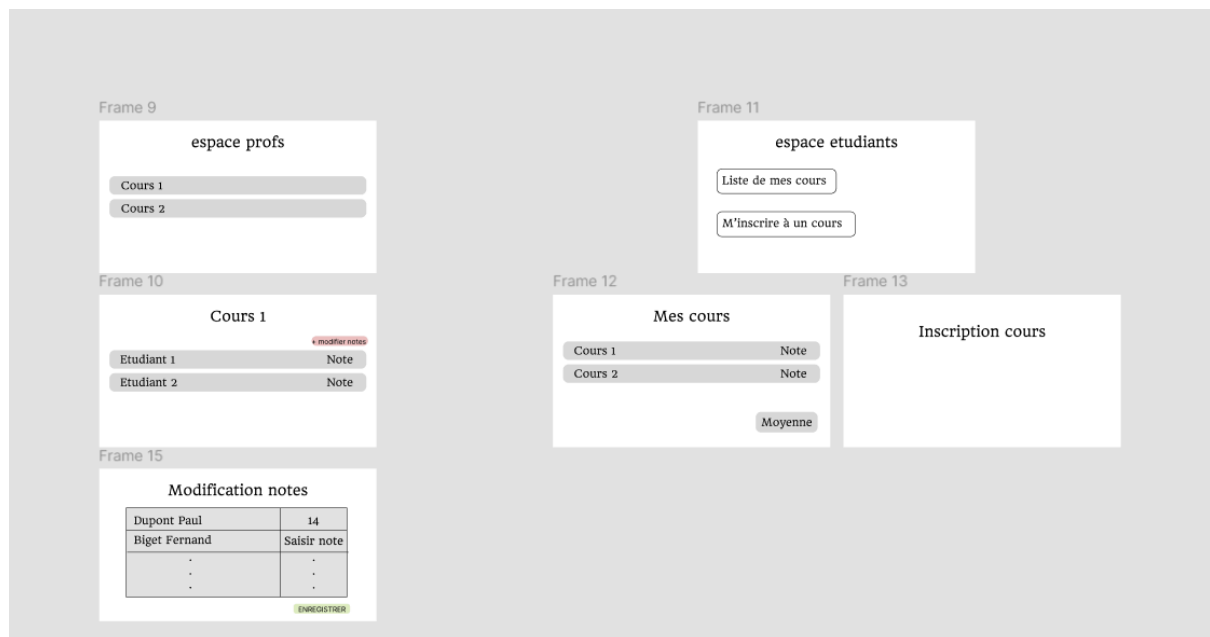 Frame 9
espace profs
Cours 1
Cours 2
Frame 10
Cours 1
+ modifier notes
Etudiant 1 Note
Etudiant 2 Note
Frame 15
Modification notes
Dupont Paul 14
Biget Fernand Saisir note
. .
. .
. .
ENREGISTRER
Frame 11
espace etudiants
Liste de mes cours
M'inscrire à un cours
Frame 12
Mes cours
Cours 1 Note
Cours 2 Note
Moyenne
Frame 13
Inscription cours